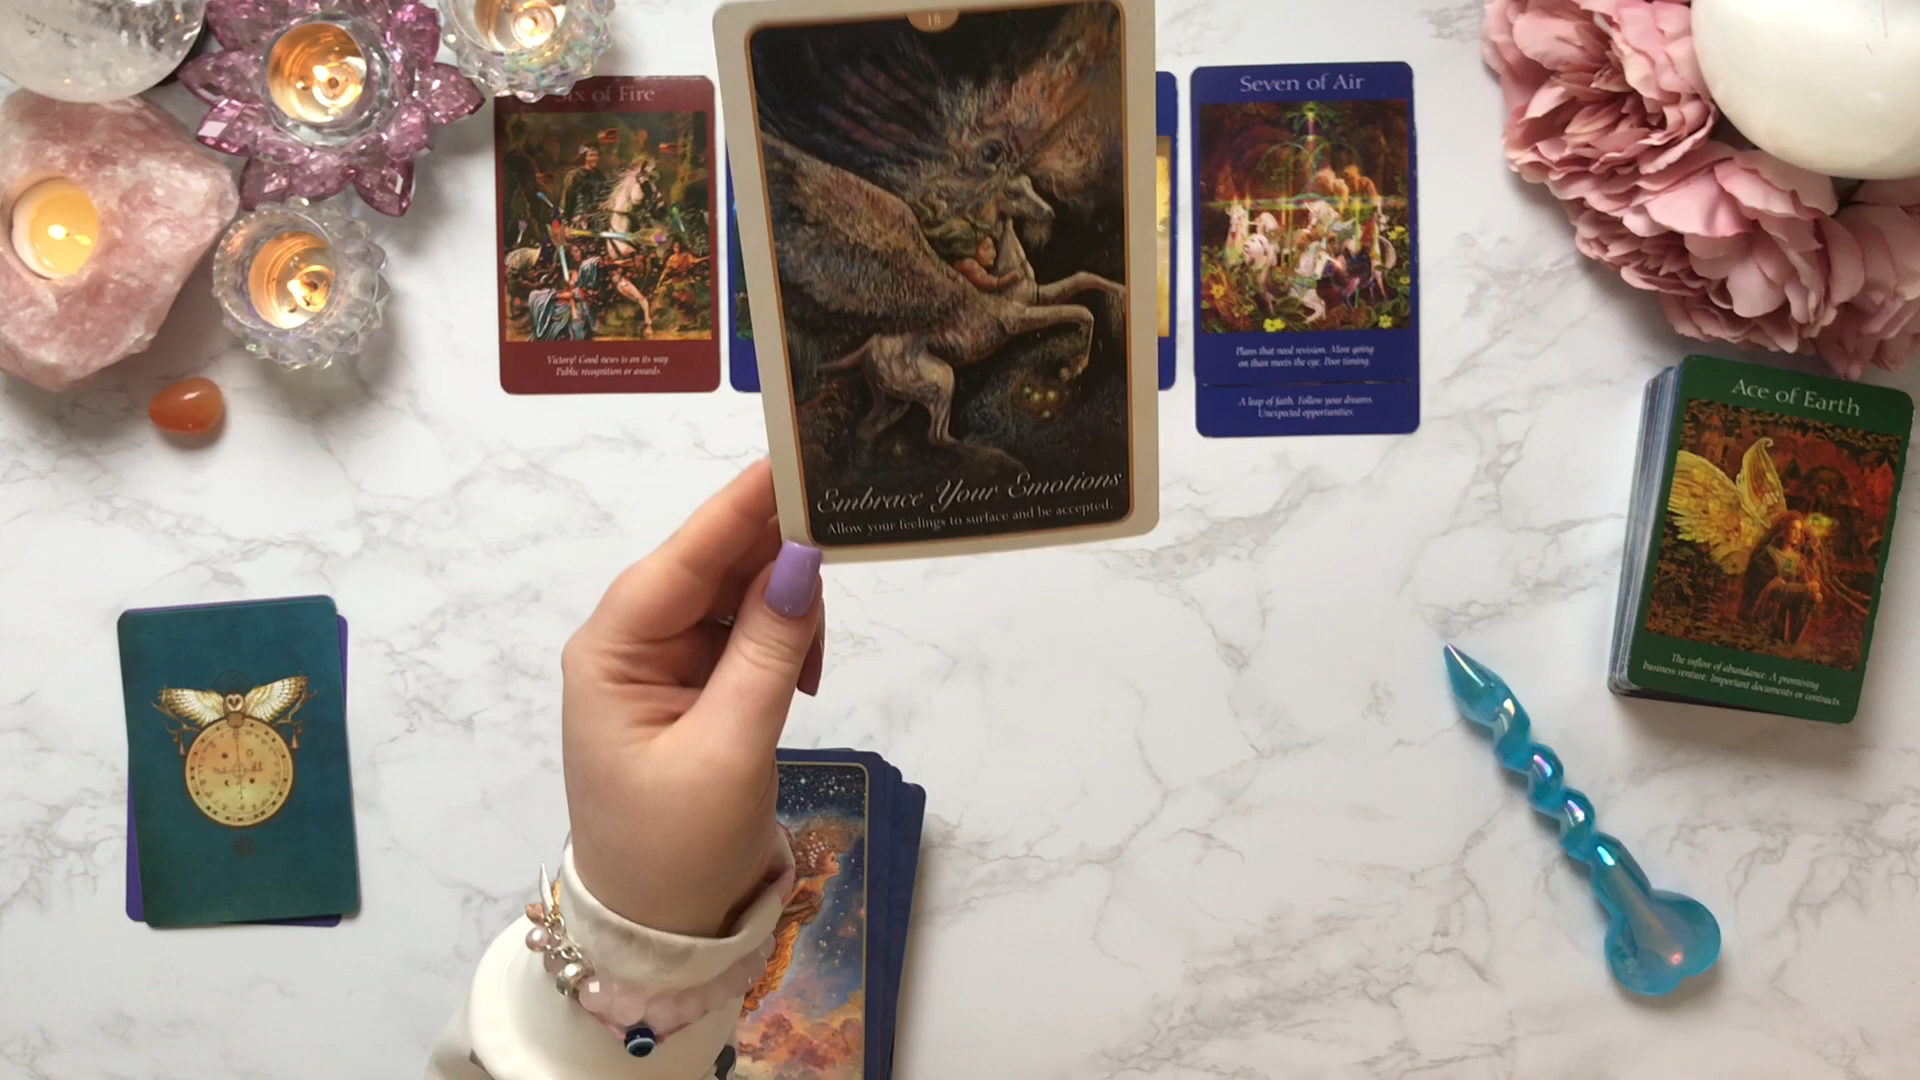 Six of Fire
Victory! Good news is on its way
Public recognition or awards.
18
Embrace Your Emotions
Allow your feelings to surface and be accepted.
Seven of Air
Plans that need revision. More going
on than meets the eye. Poor timing.
A leap of faith. Follow your dreams.
Unexpected opportunities.
Ace of Earth
The inflow of abundance. A promising
business venture. Important documents or contracts.